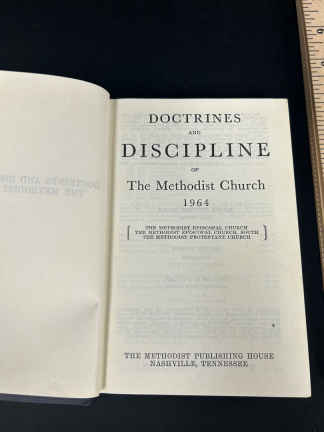 DOCTRINES
AND
DISCIPLINE
OF
The Methodist Church
1964
THE METHODIST EPISCOPAL CHURCH
THE METHODIST EPISCOPAL CHURCH, SOUTH
THE METHODIST PROTESTANT CHURCH
THE METHODIST PUBLISHING HOUSE
NASHVILLE, TENNESSEE